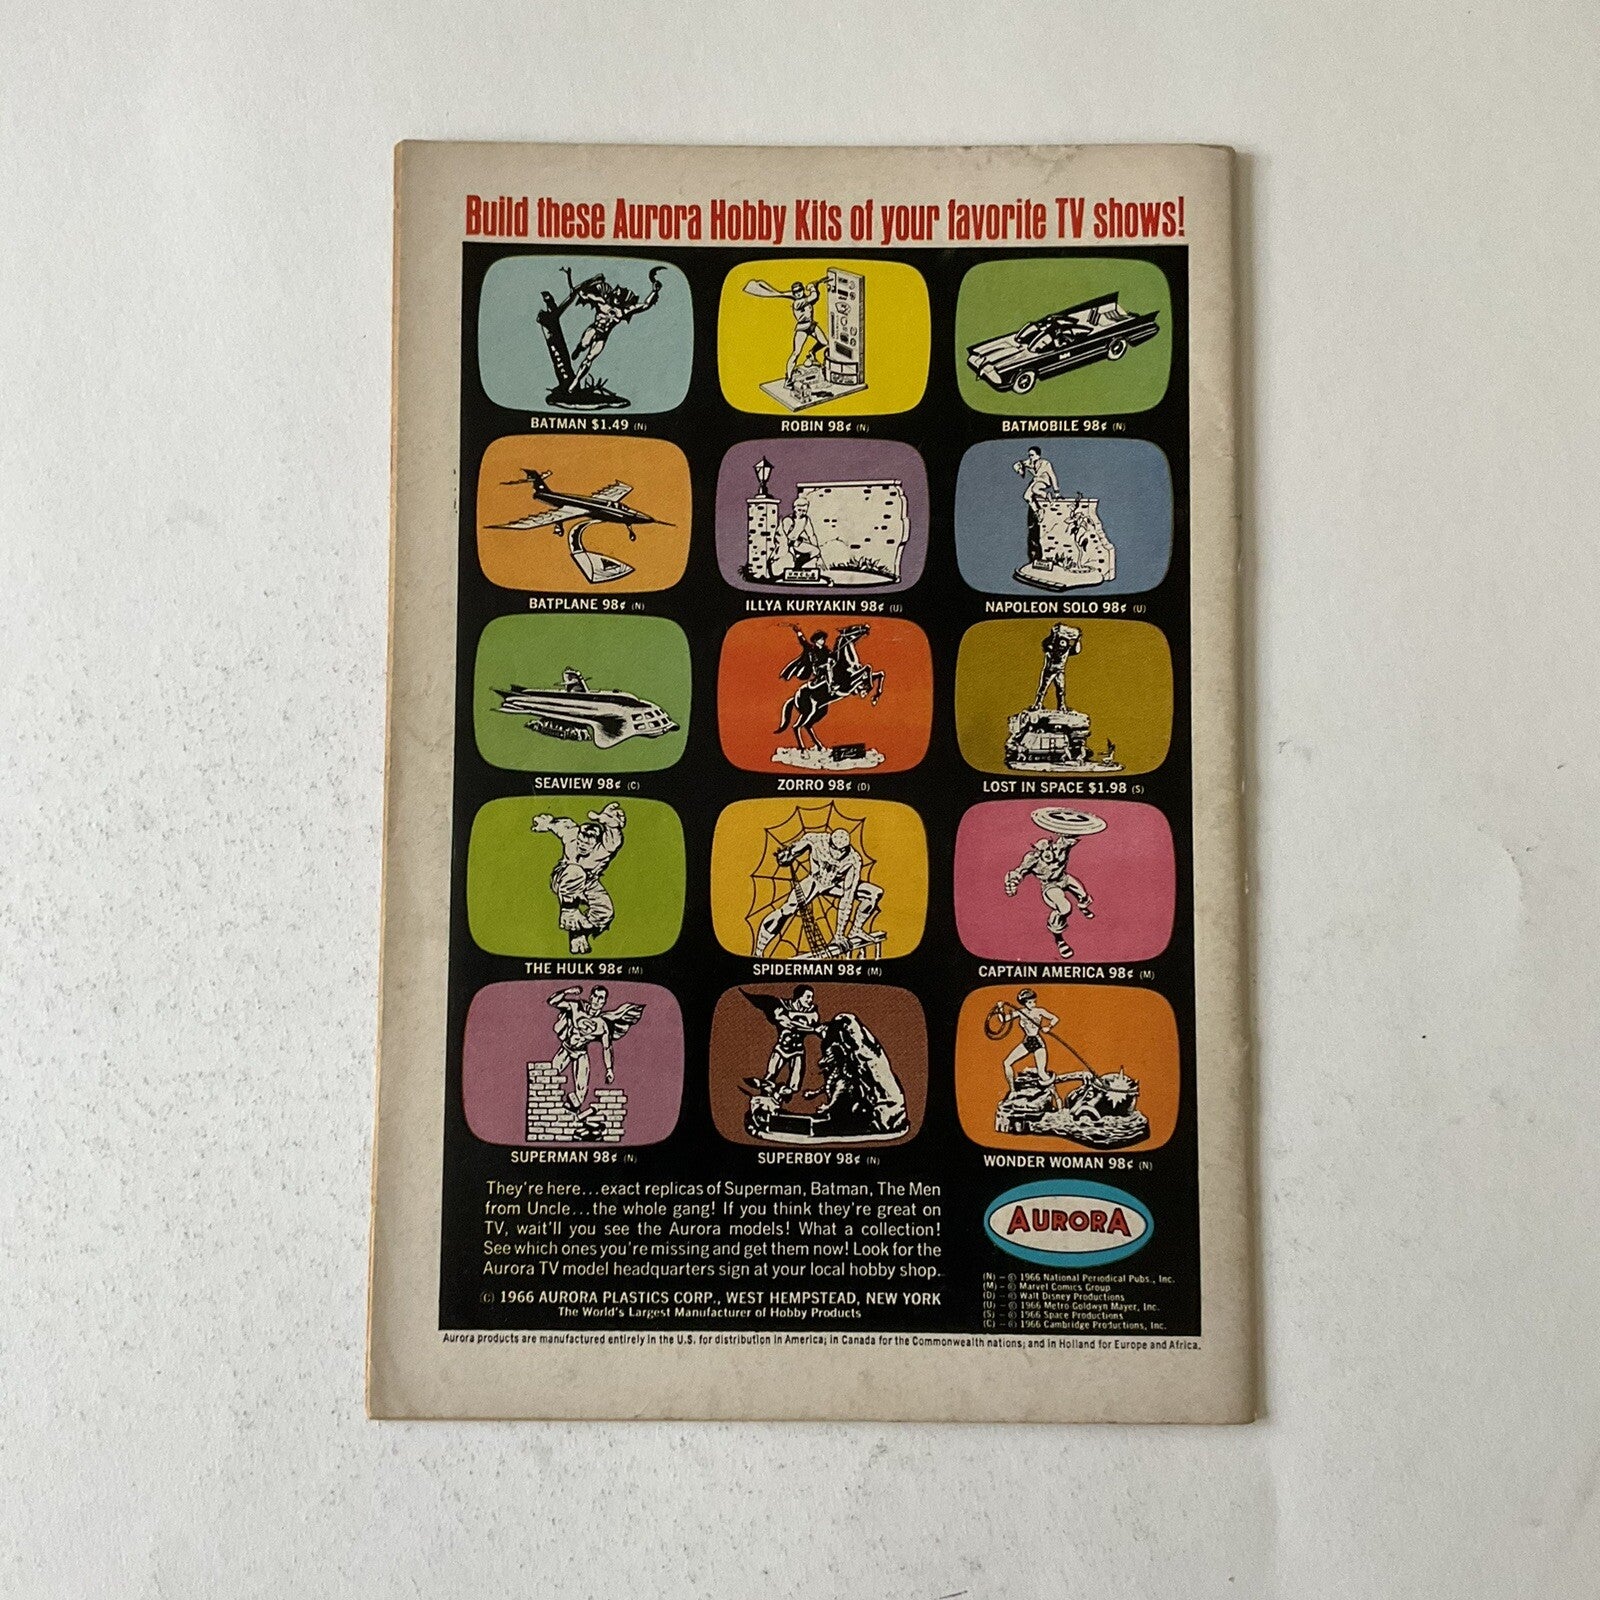 Build these Aurora Hobby Kits of your favorite TV shows!
BATMAN $1.49 (N)
ROBIN 98¢ (N)
BATMOBILE 98¢ (N)
BATPLANE 98¢ (N)
ILLYA KURYAKIN 98¢ (U)
NAPOLEON SOLO 98¢ (U)
SEAVIEW 98¢ (C)
ZORRO 98¢ (D)
LOST IN SPACE $1.98 (S)
THE HULK 98¢ (M)
SPIDERMAN 98¢ (M)
CAPTAIN AMERICA 98¢ (M)
SUPERMAN 98¢ (N)
SUPERBOY 98¢ (N)
WONDER WOMAN 98¢ (N)
They're here...exact replicas of Superman, Batman, The Men
from Uncle...the whole gang! If you think they're great on
TV, wait'll you see the Aurora models! What a collection!
See which ones you're missing and get them now! Look for the
Aurora TV model headquarters sign at your local hobby shop.
© 1966 AURORA PLASTICS CORP., WEST HEMPSTEAD, NEW YORK
The World's Largest Manufacturer of Hobby Products
AURORA
(N) – © 1966 National Periodical Pubs., Inc.
(M) – © Marvel Comics Group
(D) – © Walt Disney Productions
(U) – © 1966 Metro-Goldwyn Mayer, Inc.
(S) – © 1966 Space Productions
(C) – © 1966 Cambridge Productions, Inc.
Aurora products are manufactured entirely in the U.S. for distribution in America; in Canada for the Commonwealth nations; and in Holland for Europe and Africa.